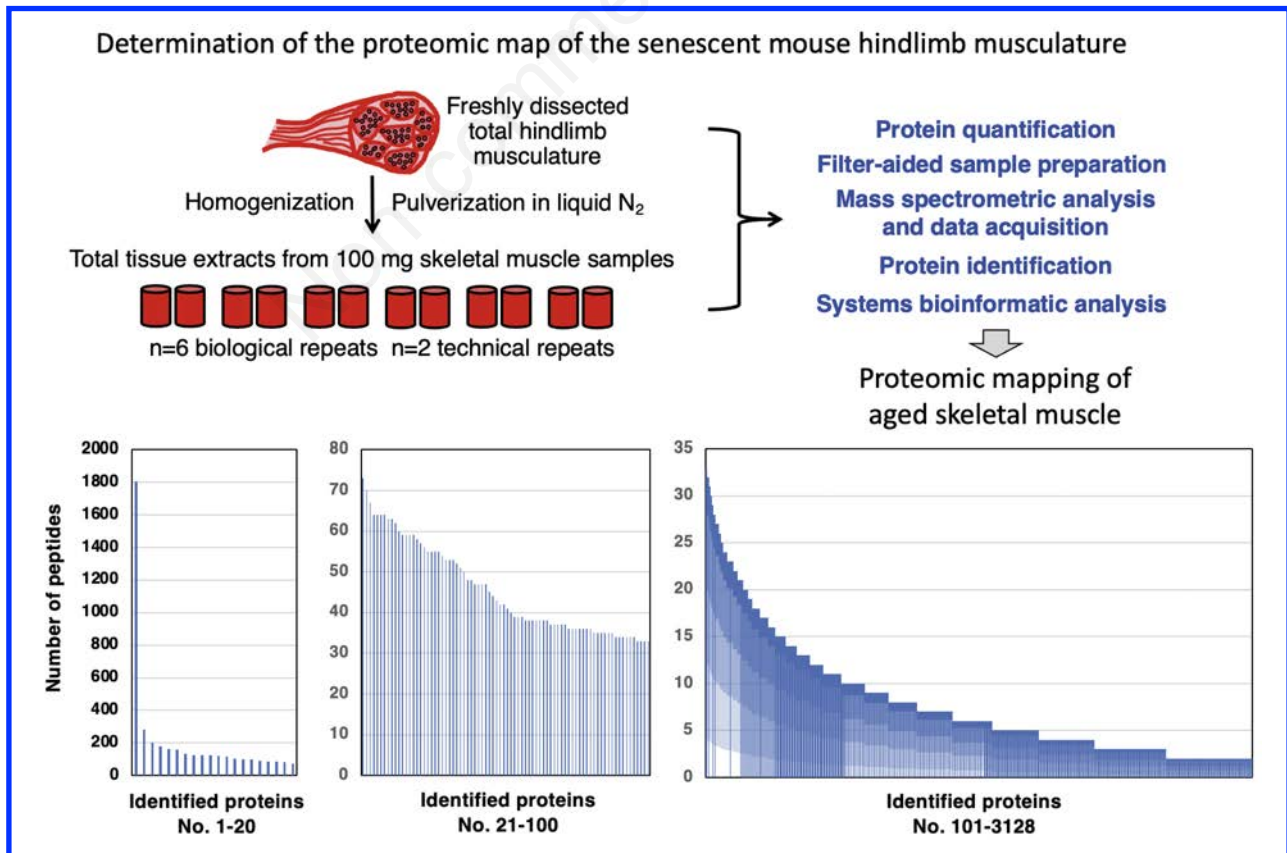 Determination of the proteomic map of the senescent mouse hindlimb musculature
Freshly dissected
total hindlimb
musculature
Homogenization
Pulverization in liquid N₂
Total tissue extracts from 100 mg skeletal muscle samples
n=6 biological repeats n=2 technical repeats
Protein quantification
Filter-aided sample preparation
Mass spectrometric analysis
and data acquisition
Protein identification
Systems bioinformatic analysis
Proteomic mapping of
aged skeletal muscle
Number of peptides
2000
1800
1600
1400
1200
1000
800
600
400
200
0
Identified proteins
No. 1-20
80
70
60
50
40
30
20
10
0
Identified proteins
No. 21-100
35
30
25
20
15
10
5
0
Identified proteins
No. 101-3128
Non comme